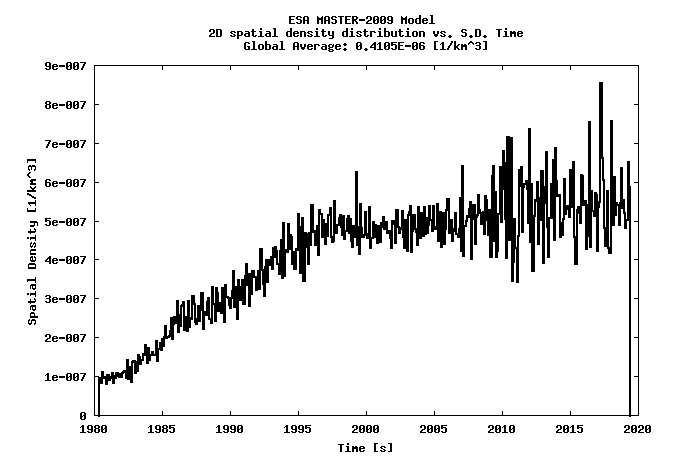 ESA MASTER-2009 Model
2D spatial density distribution vs. S.D. Time
Global Average: 0.4105E-06 [1/km^3]
9e-007
8e-007
7e-007
6e-007
5e-007
4e-007
3e-007
2e-007
1e-007
0
Spatial Density [1/km^3]
1980 1985 1990 1995 2000 2005 2010 2015 2020
Time [s]